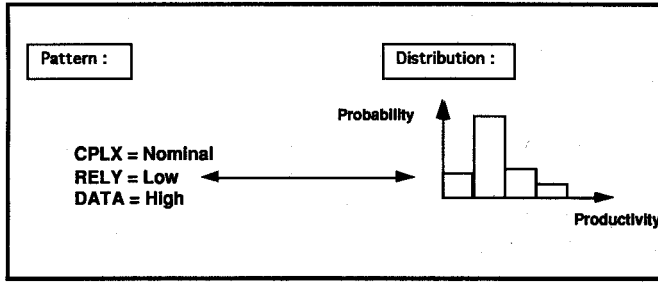 Pattern :
Distribution :
Probability
CPLX = Nominal
RELY = Low
DATA = High
Productivity